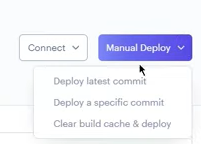 Connect
Manual Deploy
Deploy latest commit
Deploy a specific commit
Clear build cache & deploy